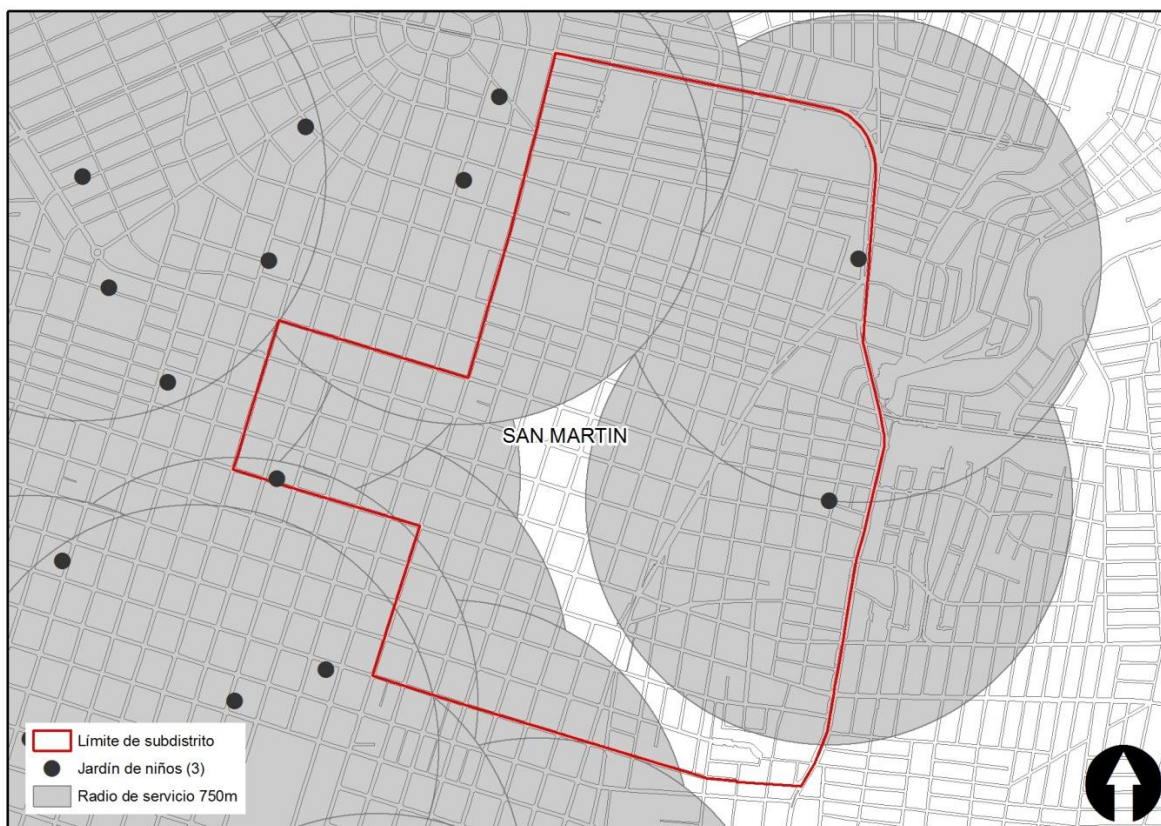 SAN MARTIN
Límite de subdistrito
Jardín de niños (3)
Radio de servicio 750m